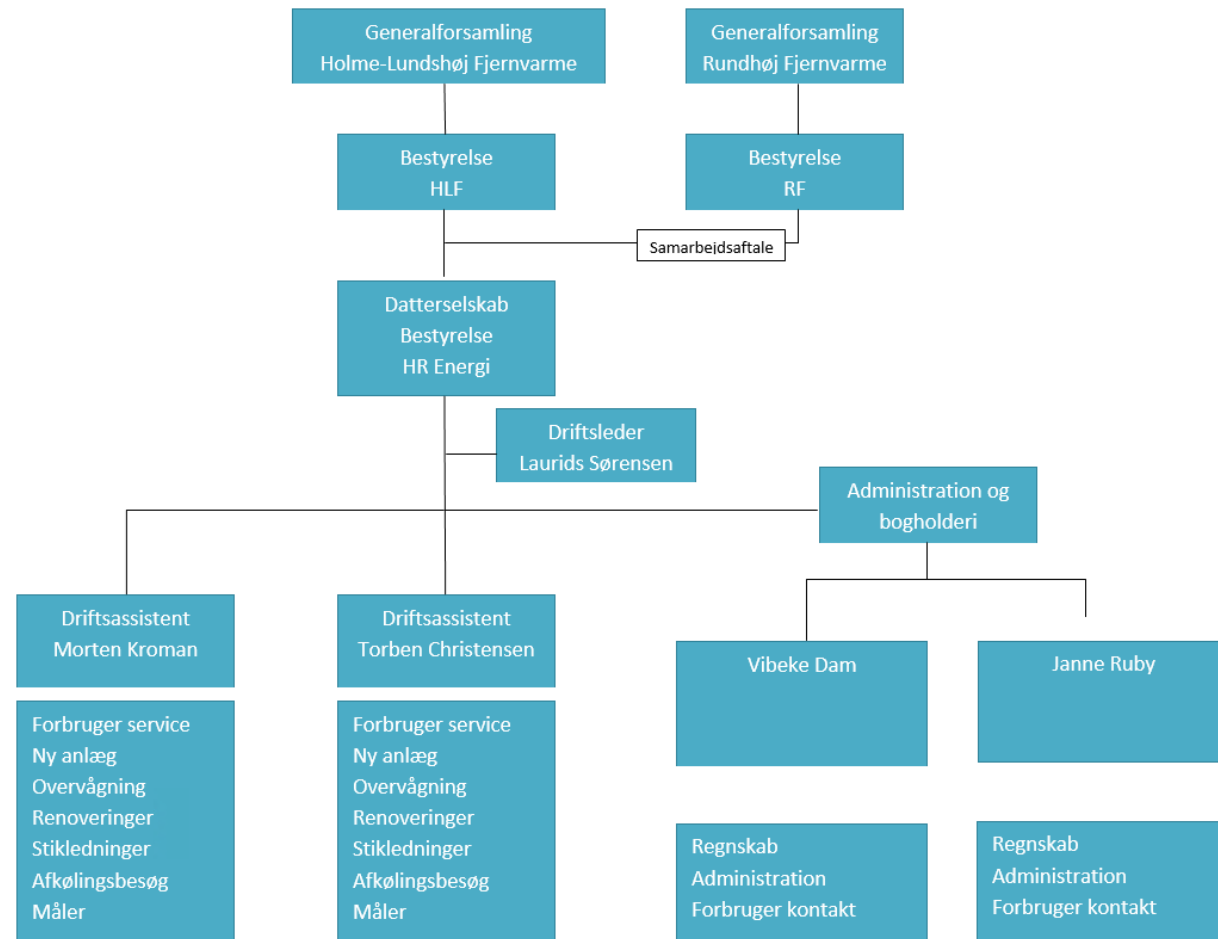 Generalforsamling
Holme-Lundshøj Fjernvarme
Generalforsamling
Rundhøj Fjernvarme
Bestyrelse
HLF
Bestyrelse
RF
Samarbejdsaftale
Datterselskab
Bestyrelse
HR Energi
Driftsleder
Laurids Sørensen
Administration og
bogholderi
Driftsassistent
Morten Kroman
Driftsassistent
Torben Christensen
Vibeke Dam
Janne Ruby
Forbruger service
Ny anlæg
Overvågning
Renoveringer
Stikledninger
Afkølingsbesøg
Måler
Forbruger service
Ny anlæg
Overvågning
Renoveringer
Stikledninger
Afkølingsbesøg
Måler
Regnskab
Administration
Forbruger kontakt
Regnskab
Administration
Forbruger kontakt